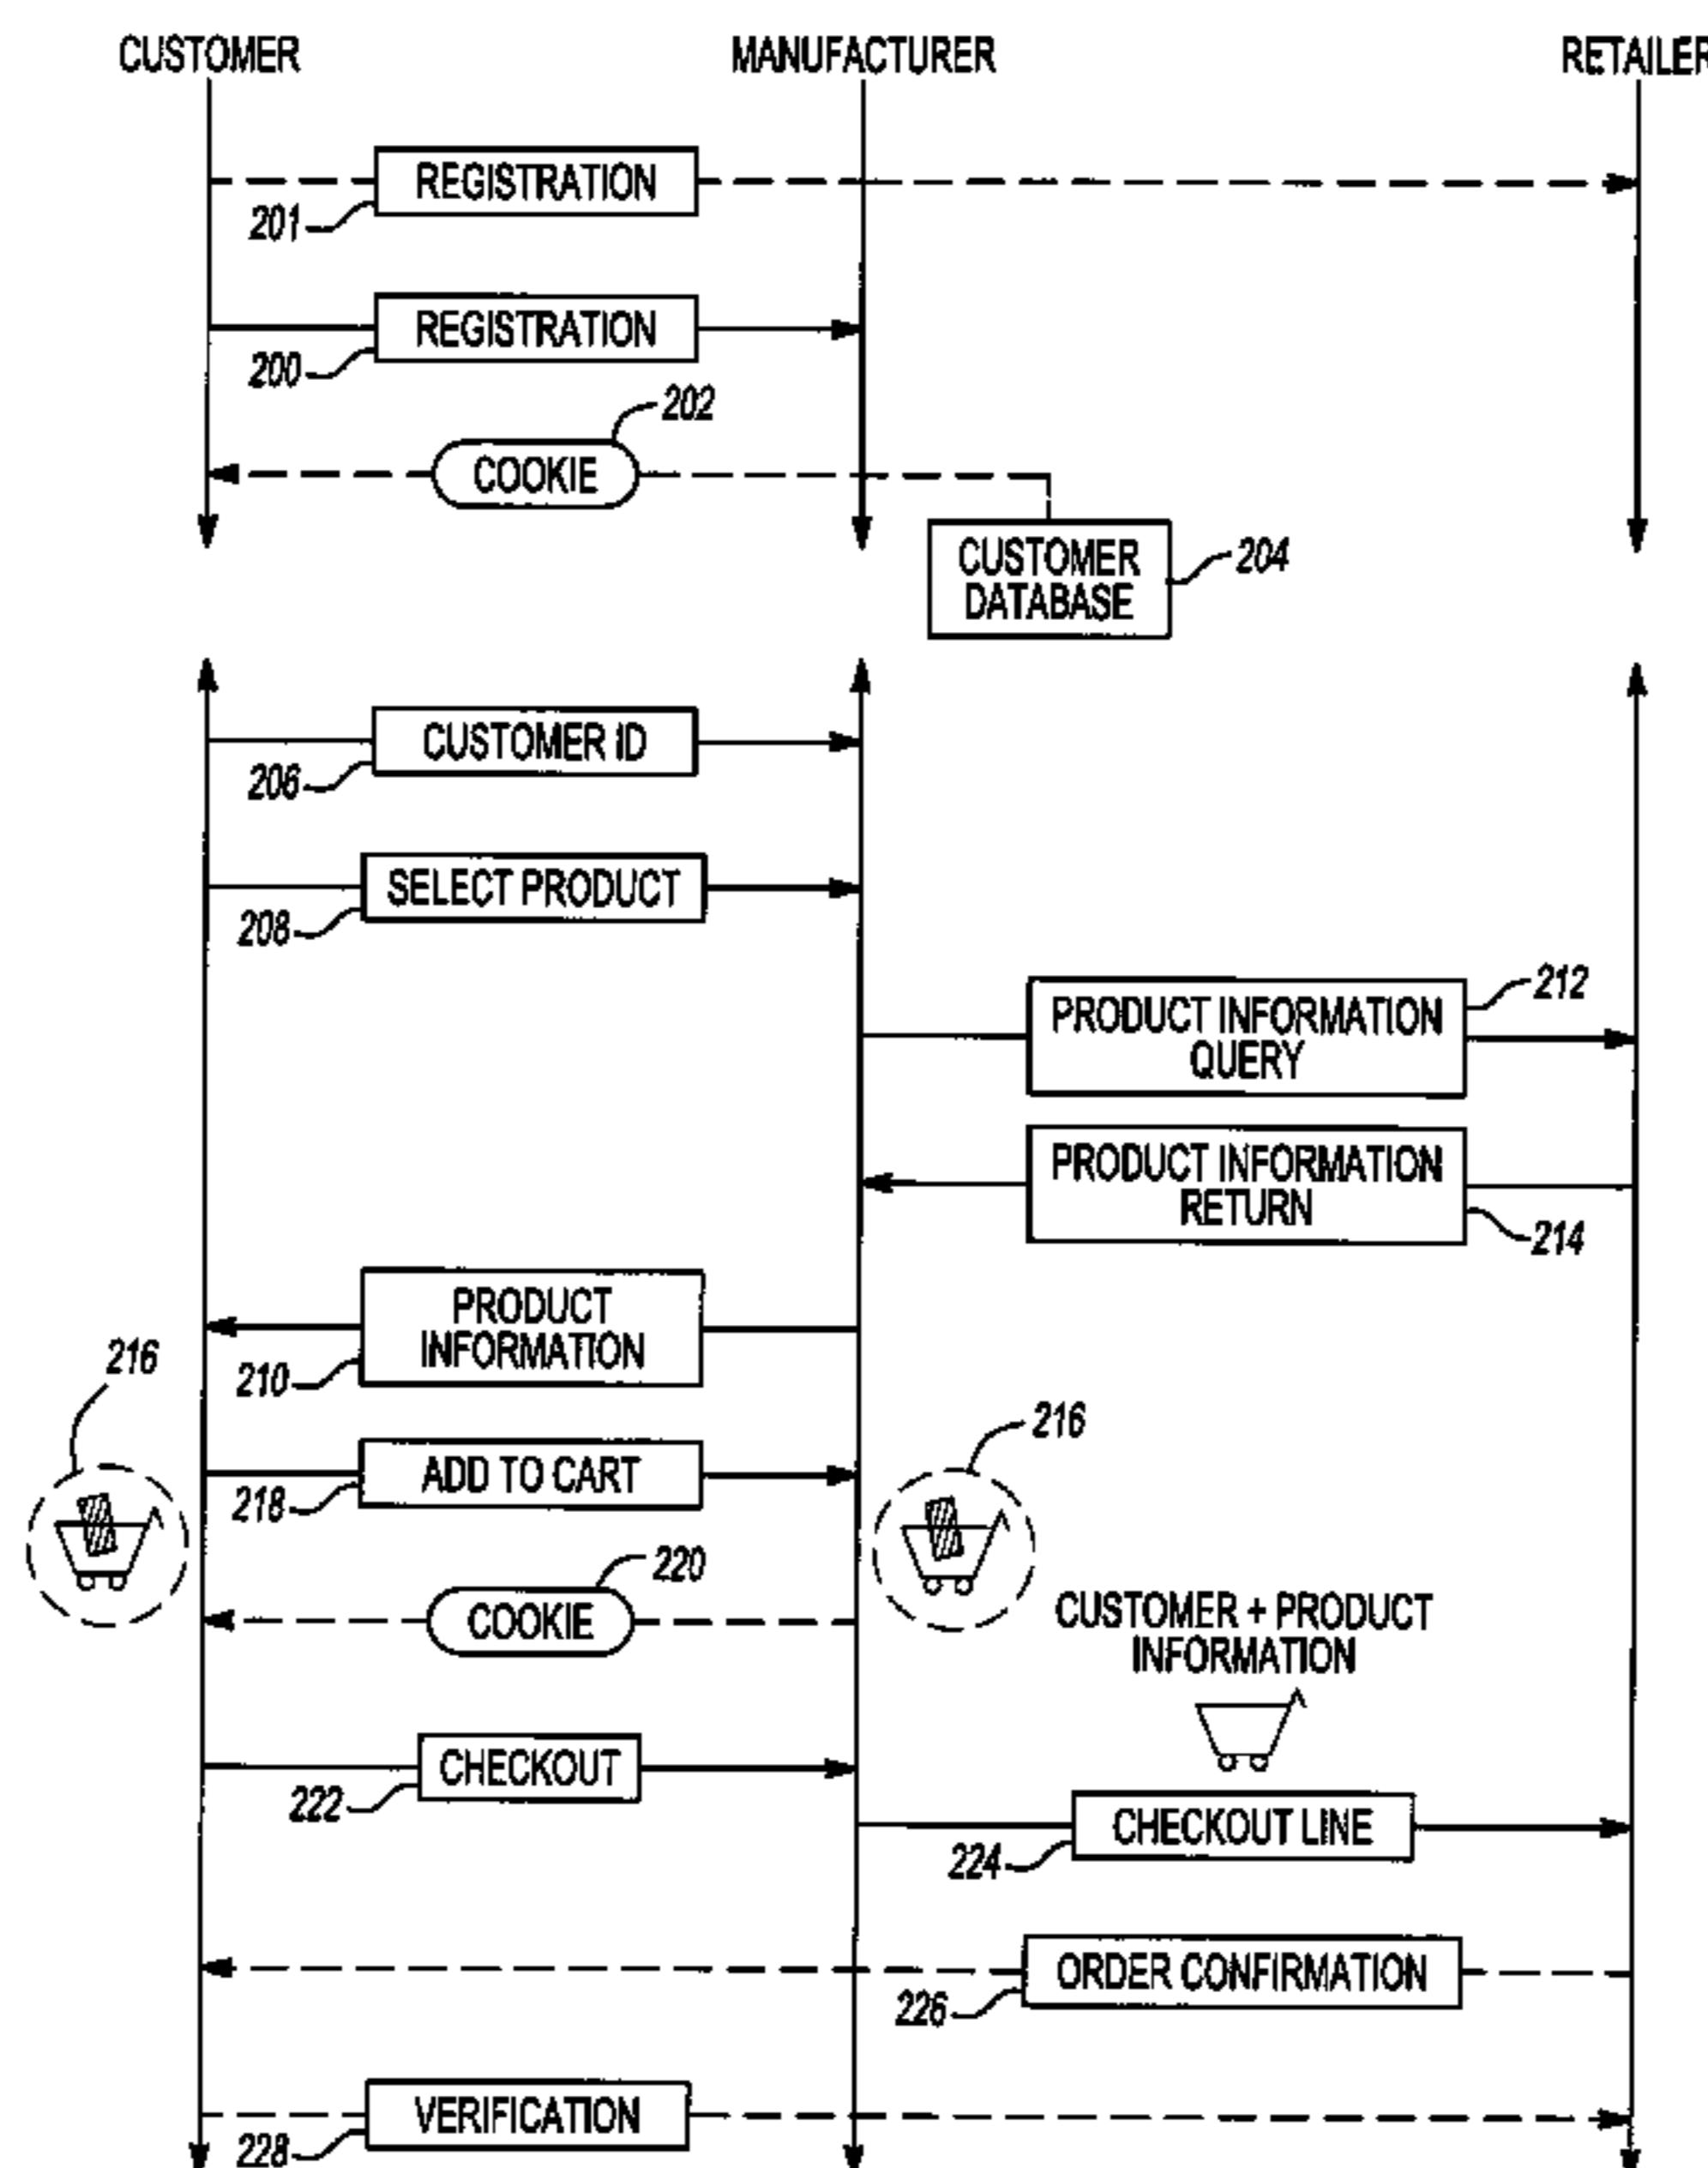 CUSTOMER
MANUFACTURER
RETAILER
REGISTRATION
201
REGISTRATION
200
202
COOKIE
CUSTOMER
DATABASE
204
CUSTOMER ID
206
SELECT PRODUCT
208
212
PRODUCT INFORMATION
QUERY
PRODUCT INFORMATION
RETURN
214
PRODUCT
INFORMATION
210
216
216
ADD TO CART
218
220
COOKIE
CUSTOMER + PRODUCT
INFORMATION
CHECKOUT
222
CHECKOUT LINE
224
ORDER CONFIRMATION
226
VERIFICATION
228